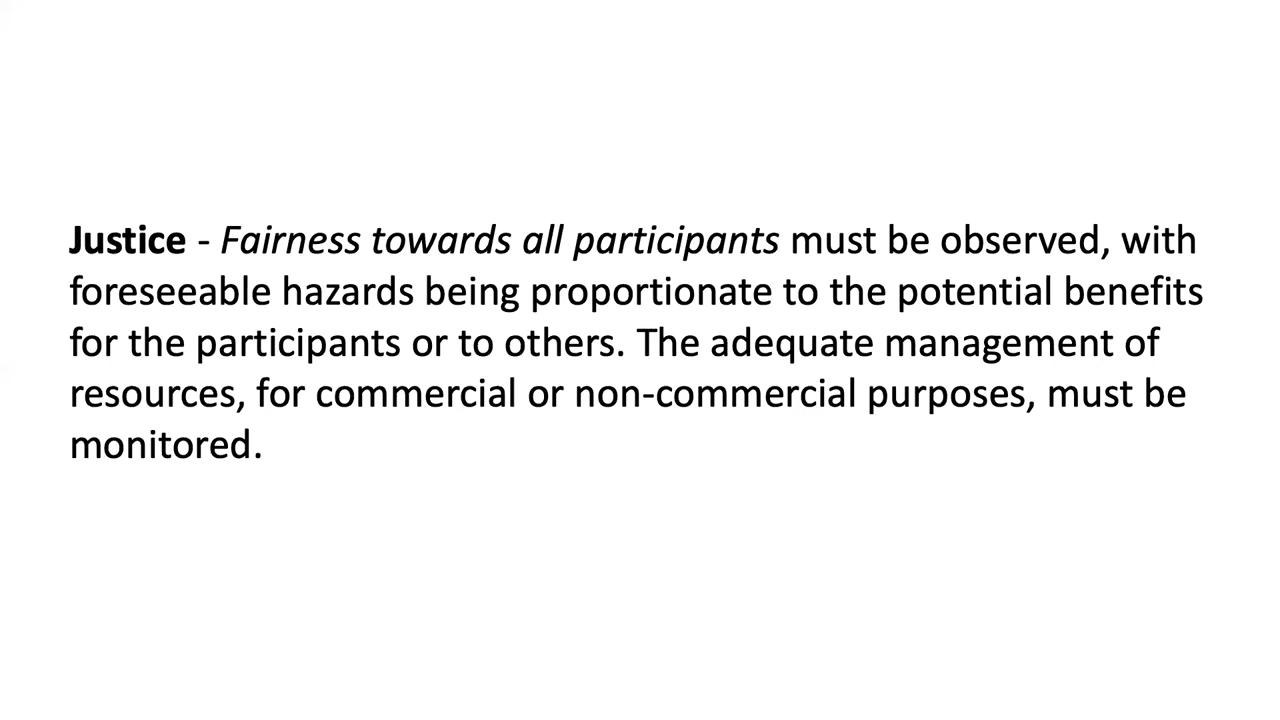 Justice - Fairness towards all participants must be observed, with
foreseeable hazards being proportionate to the potential benefits
for the participants or to others. The adequate management of
resources, for commercial or non-commercial purposes, must be
monitored.